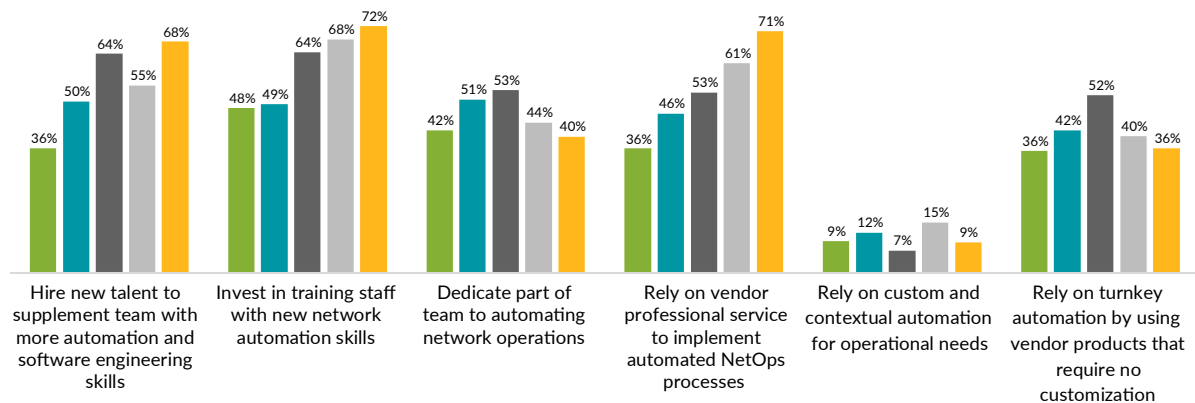 36%
50%
64%
55%
68%
48%
49%
64%
68%
72%
42%
51%
53%
44%
40%
36%
46%
53%
61%
71%
9%
12%
7%
15%
9%
36%
42%
52%
40%
36%
Hire new talent to
supplement team with
more automation and
software engineering
skills
Invest in training staff
with new network
automation skills
Dedicate part of
team to automating
network operations
Rely on vendor
professional service
to implement
automated NetOps
processes
Rely on custom and
contextual automation
for operational needs
Rely on turnkey
automation by using
vendor products that
require no
customization